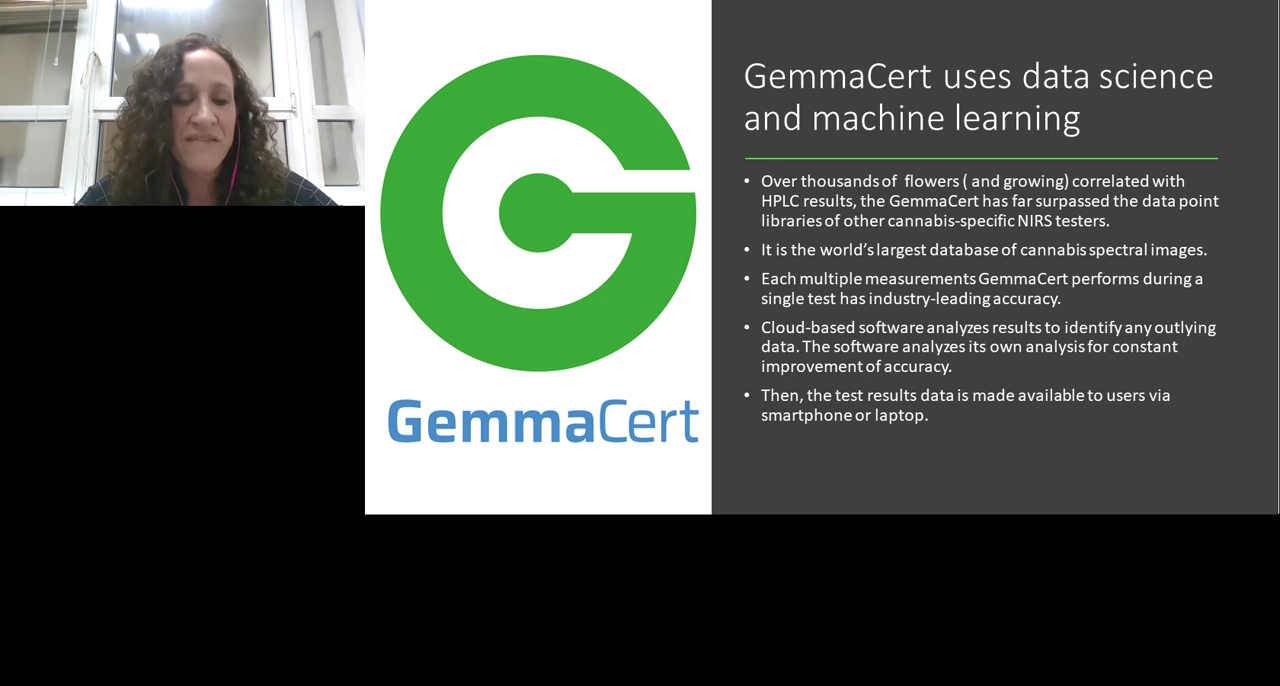 GemmaCert
GemmaCert uses data science
and machine learning
• Over thousands of flowers ( and growing) correlated with
HPLC results, the GemmaCert has far surpassed the data point
libraries of other cannabis-specific NIRS testers.
• It is the world's largest database of cannabis spectral images.
• Each multiple measurements GemmaCert performs during a
single test has industry-leading accuracy.
• Cloud-based software analyzes results to identify any outlying
data. The software analyzes its own analysis for constant
improvement of accuracy.
• Then, the test results data is made available to users via
smartphone or laptop.